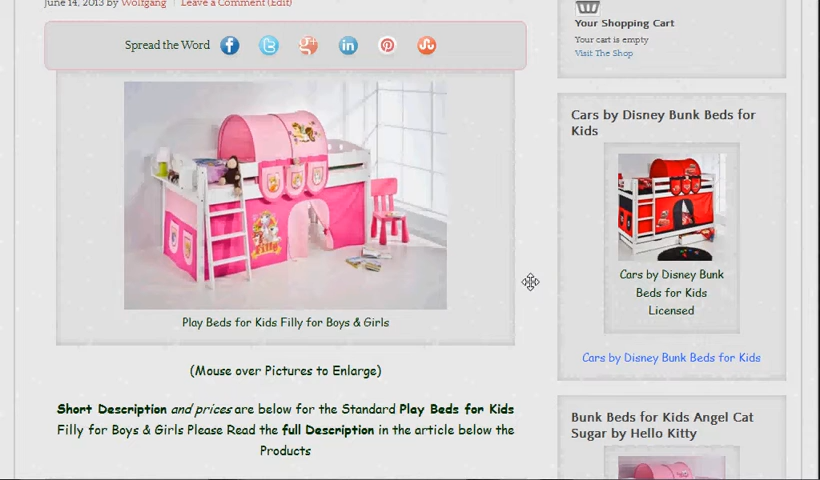 June 14, 2013 by Wolfgang Leave a Comment (Edit)
Spread the Word
Play Beds for Kids Filly for Boys & Girls
(Mouse over Pictures to Enlarge)
Short Description and prices are below for the Standard Play Beds for Kids
Filly for Boys & Girls Please Read the full Description in the article below the
Products
Your Shopping Cart
Your cart is empty
Visit The Shop
Cars by Disney Bunk Beds for
Kids
Cars by Disney Bunk
Beds for Kids
Licensed
Cars by Disney Bunk Beds for Kids
Bunk Beds for Kids Angel Cat
Sugar by Hello Kitty